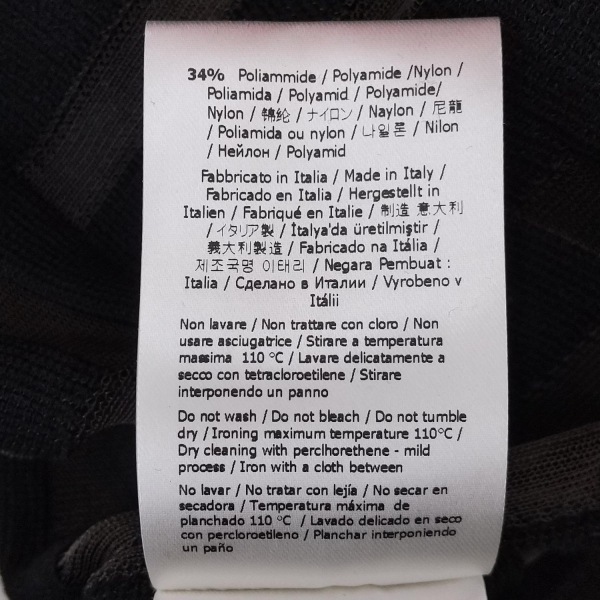 34% Poliammide / Polyamide /Nylon /
Poliamida / Polyamid / Polyamide/
Nylon / 锦纶 / ナイロン / Naylon / 尼龍
/ Poliamida ou nylon / 나일론 / Nilon
/ Нейлон / Polyamid
Fabbricato in Italia / Made in Italy /
Fabricado en Italia / Hergestellt in
Italien / Fabriqué en Italie / 制造 意大利
/ イタリア製 / İtalya'da üretilmiştir /
義大利製造 / Fabricado na Itália /
제조국명 이태리 / Negara Pembuat :
Italia / Сделано в Италии / Vyrobeno v
Itálii
Non lavare / Non trattare con cloro / Non
usare asciugatrice / Stirare a temperatura
massima 110 °C / Lavare delicatamente a
secco con tetracloroetilene / Stirare
interponendo un panno
Do not wash / Do not bleach / Do not tumble
dry / Ironing maximum temperature 110°C /
Dry cleaning with perclhorethene - mild
process / Iron with a cloth between
No lavar / No tratar con lejía / No secar en
secadora / Temperatura máxima de
planchado 110 °C / Lavado delicado en seco
con percloroetileno / Planchar interponiendo
un paño